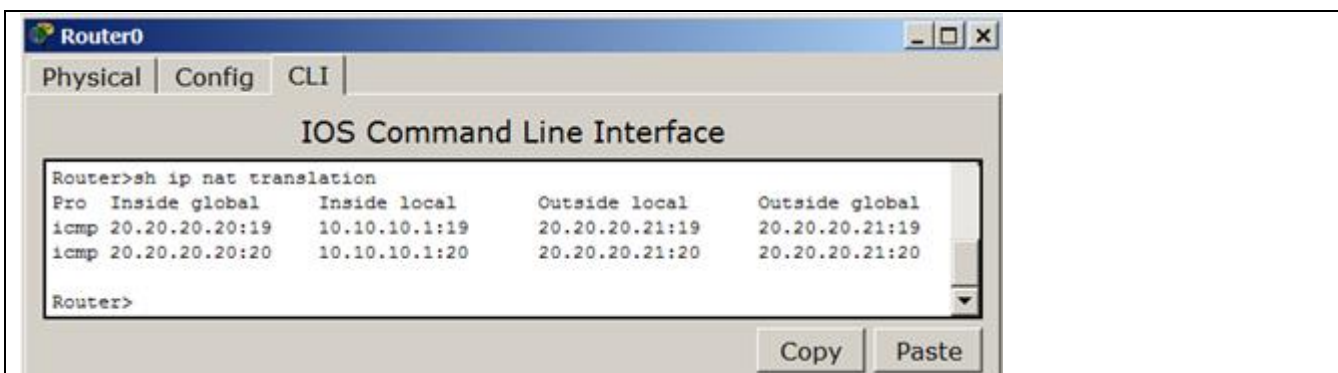 Router0
Physical Config CLI
IOS Command Line Interface
Router>sh ip nat translation
Pro Inside global Inside local Outside local Outside global
icmp 20.20.20.20:19 10.10.10.1:19 20.20.20.21:19 20.20.20.21:19
icmp 20.20.20.20:20 10.10.10.1:20 20.20.20.21:20 20.20.20.21:20
Router>
Copy Paste